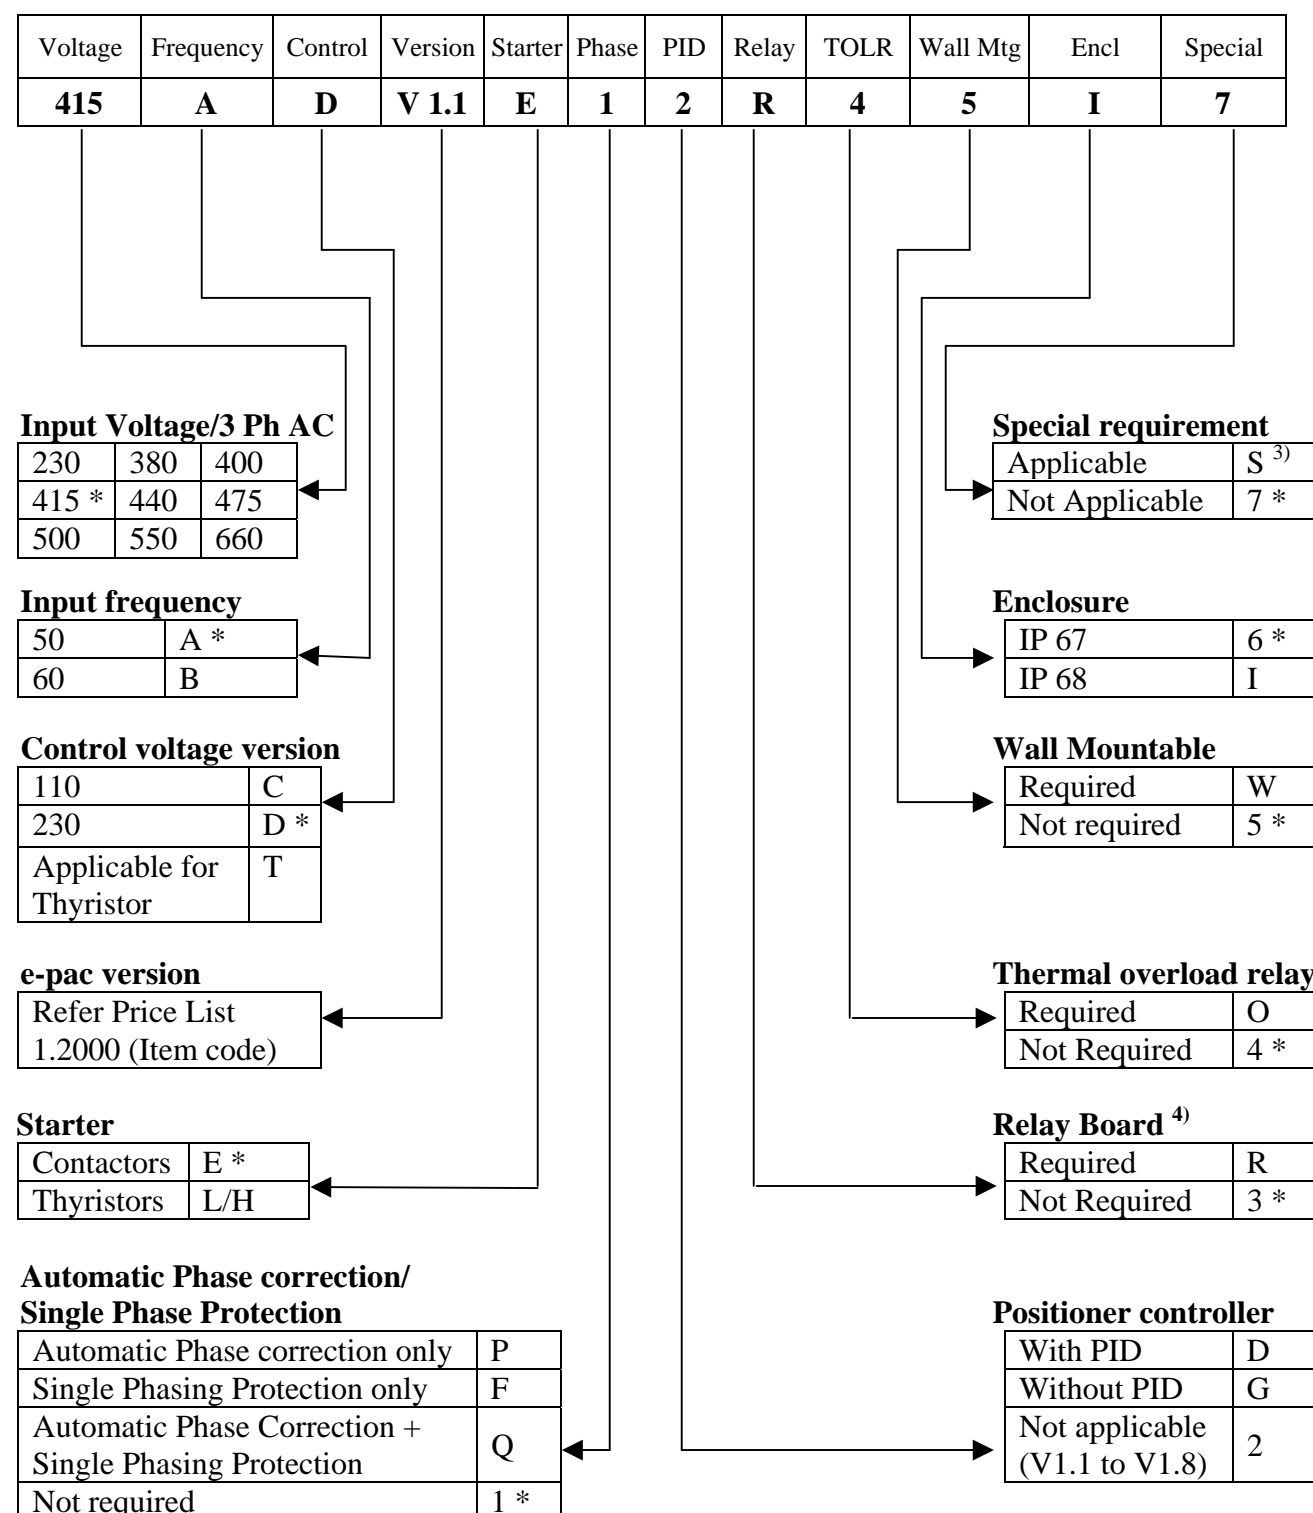 Voltage Frequency Control Version Starter Phase PID Relay TOLR Wall Mtg Encl Special
415 A D V 1.1 E 1 2 R 4 5 I 7
Input Voltage/3 Ph AC
230 380 400
415 * 440 475
500 550 660
Input frequency
50 A *
60 B
Control voltage version
110 C
230 D *
Applicable for T
Thyristor
e-pac version
Refer Price List
1.2000 (Item code)
Starter
Contactors E *
Thyristors L/H
Automatic Phase correction/
Single Phase Protection
Automatic Phase correction only P
Single Phasing Protection only F
Automatic Phase Correction +
Single Phasing Protection Q
Not required 1 *
Special requirement
Applicable S 3)
Not Applicable 7 *
Enclosure
IP 67 6 *
IP 68 I
Wall Mountable
Required W
Not required 5 *
Thermal overload relay
Required O
Not Required 4 *
Relay Board 4)
Required R
Not Required 3 *
Positioner controller
With PID D
Without PID G
Not applicable
(V1.1 to V1.8) 2